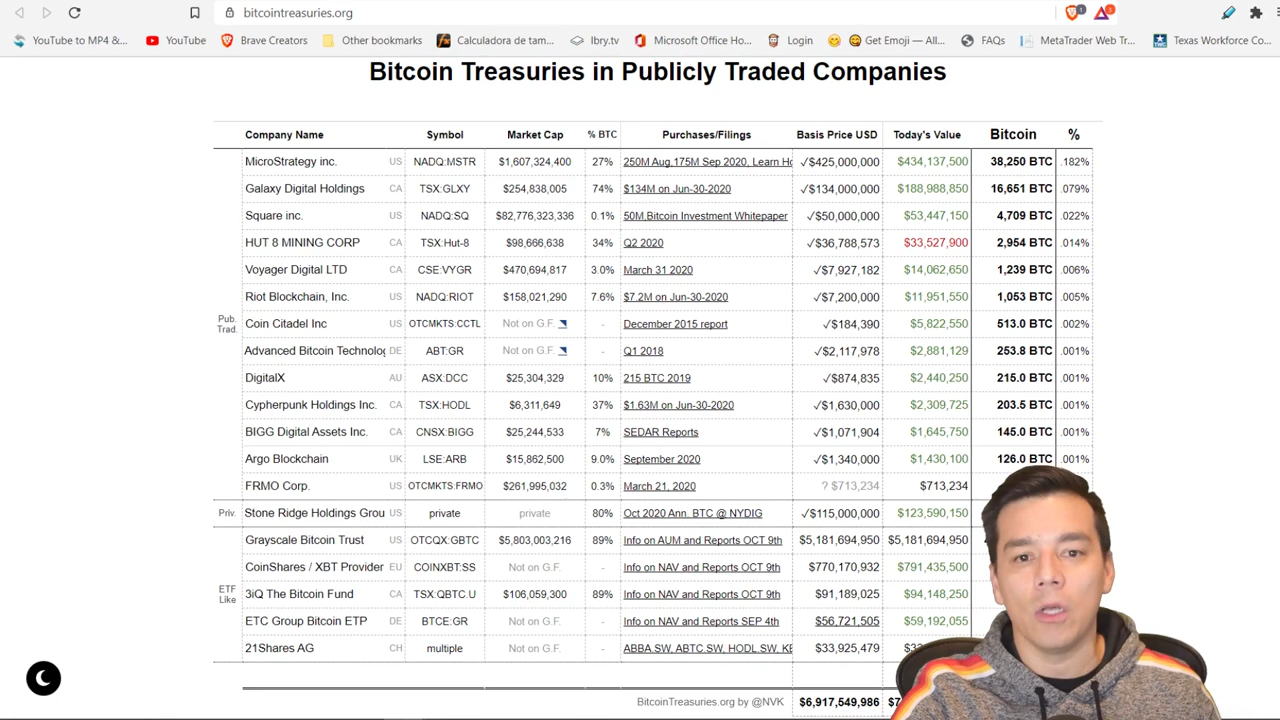 bitcointreasuries.org
YouTube to MP4 &... YouTube Brave Creators Other bookmarks Calculadora de tam... lbry.tv Microsoft Office Ho... Login Get Emoji — All... FAQs MetaTrader Web Tr... Texas Workforce Co...
Bitcoin Treasuries in Publicly Traded Companies
Company Name Symbol Market Cap % BTC Purchases/Filings Basis Price USD Today's Value Bitcoin %
MicroStrategy inc. US NADQ:MSTR $1,607,324,400 27% 250M Aug,175M Sep 2020, Learn Ho ✓$425,000,000 $434,137,500 38,250 BTC .182%
Galaxy Digital Holdings CA TSX:GLXY $254,838,005 74% $134M on Jun-30-2020 ✓$134,000,000 $188,988,850 16,651 BTC .079%
Square inc. US NADQ:SQ $82,776,323,336 0.1% 50M,Bitcoin Investment Whitepaper ✓$50,000,000 $53,447,150 4,709 BTC .022%
HUT 8 MINING CORP CA TSX:Hut-8 $98,666,638 34% Q2 2020 ✓$36,788,573 $33,527,900 2,954 BTC .014%
Voyager Digital LTD CA CSE:VYGR $470,694,817 3.0% March 31 2020 ✓$7,927,182 $14,062,650 1,239 BTC .006%
Riot Blockchain, Inc. US NADQ:RIOT $158,021,290 7.6% $7.2M on Jun-30-2020 ✓$7,200,000 $11,951,550 1,053 BTC .005%
Pub. Trad.
Coin Citadel Inc US OTCMKTS:CCTL Not on G.F. - December 2015 report ✓$184,390 $5,822,550 513.0 BTC .002%
Advanced Bitcoin Technolog DE ABT:GR Not on G.F. - Q1 2018 ✓$2,117,978 $2,881,129 253.8 BTC .001%
DigitalX AU ASX:DCC $25,304,329 10% 215 BTC 2019 ✓$874,835 $2,440,250 215.0 BTC .001%
Cypherpunk Holdings Inc. CA TSX:HODL $6,311,649 37% $1.63M on Jun-30-2020 ✓$1,630,000 $2,309,725 203.5 BTC .001%
BIGG Digital Assets Inc. CA CNSX:BIGG $25,244,533 7% SEDAR Reports ✓$1,071,904 $1,645,750 145.0 BTC .001%
Argo Blockchain UK LSE:ARB $15,862,500 9.0% September 2020 ✓$1,340,000 $1,430,100 126.0 BTC .001%
FRMO Corp. US OTCMKTS:FRMO $261,995,032 0.3% March 21, 2020 ? $713,234 $713,234
Priv. Stone Ridge Holdings Grou US private private 80% Oct 2020 Ann. BTC @ NYDIG ✓$115,000,000 $123,590,150
Grayscale Bitcoin Trust US OTCQX:GBTC $5,803,003,216 89% Info on AUM and Reports OCT 9th $5,181,694,950 $5,181,694,950
CoinShares / XBT Provider EU COINXBT:SS Not on G.F. - Info on NAV and Reports OCT 9th $770,170,932 $791,435,500
ETF Like
3iQ The Bitcoin Fund CA TSX:QBTC.U $106,059,300 89% Info on NAV and Reports OCT 9th $91,189,025 $94,148,250
ETC Group Bitcoin ETP DE BTCE:GR Not on G.F. - Info on NAV and Reports SEP 4th $56,721,505 $59,192,055
21Shares AG CH multiple Not on G.F. - ABBA.SW, ABTC.SW, HODL.SW, KE $33,925,479
BitcoinTreasuries.org by @NVK $6,917,549,986